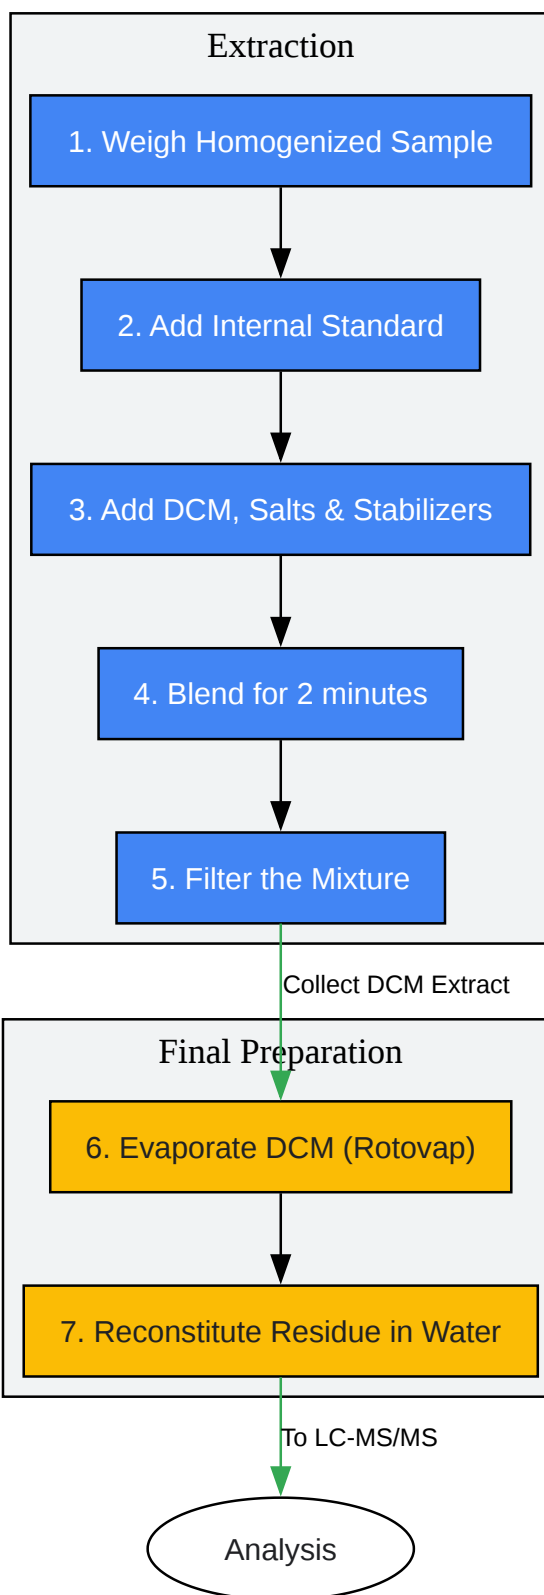 Extraction
1. Weigh Homogenized Sample
2. Add Internal Standard
3. Add DCM, Salts & Stabilizers
4. Blend for 2 minutes
5. Filter the Mixture
Collect DCM Extract
Final Preparation
6. Evaporate DCM (Rotovap)
7. Reconstitute Residue in Water
To LC-MS/MS
Analysis